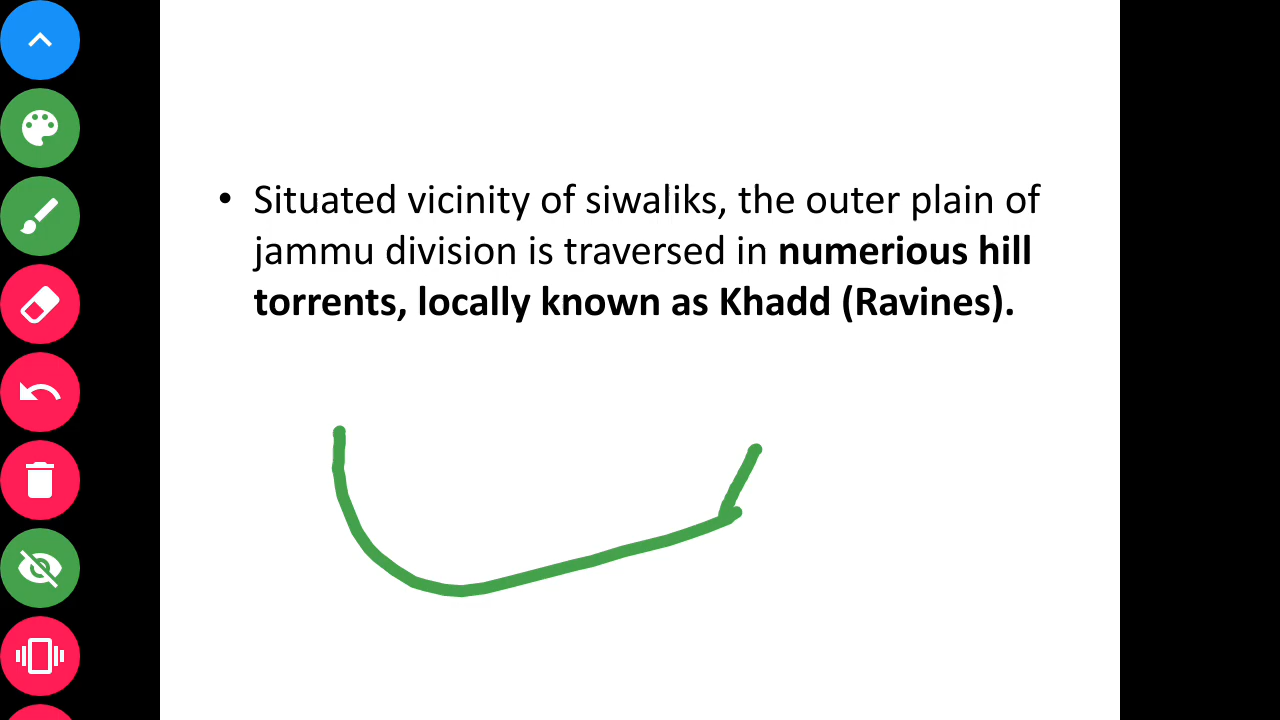 • Situated vicinity of siwaliks, the outer plain of
jammu division is traversed in numerious hill
torrents, locally known as Khadd (Ravines).